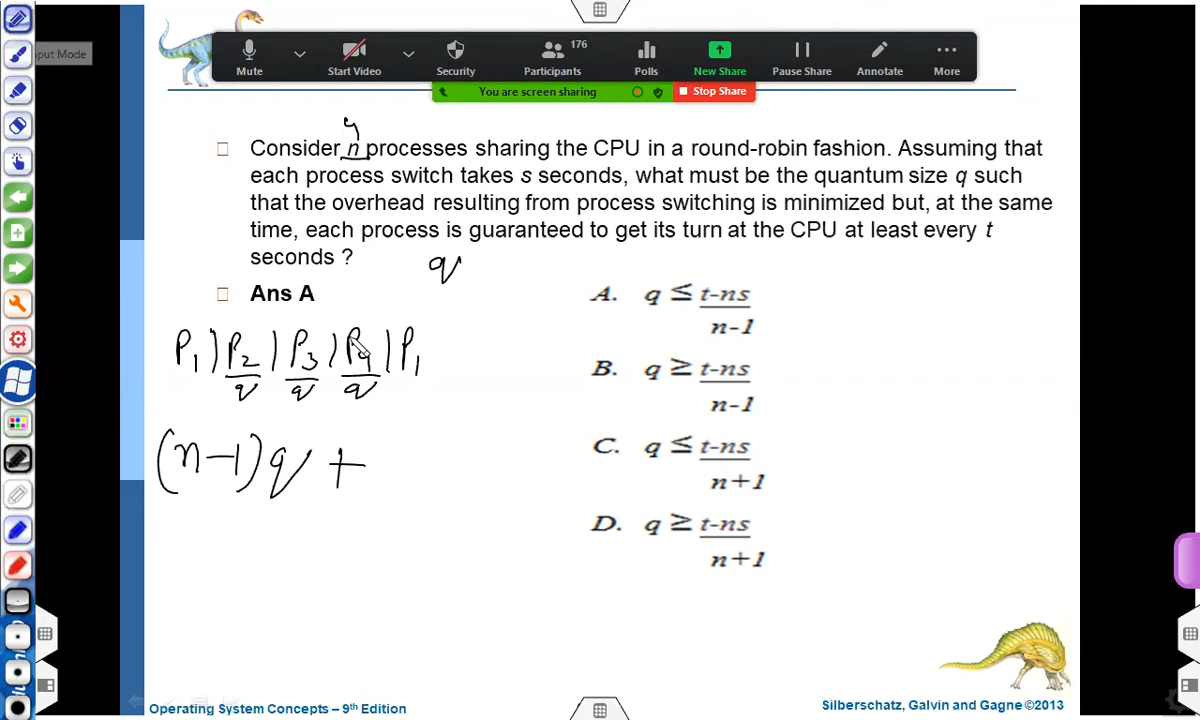 put Mode
Mute
Start Video
Security
Participants
176
Polls
New Share
Pause Share
Annotate
More
You are screen sharing
Stop Share
4
Consider n processes sharing the CPU in a round-robin fashion. Assuming that
each process switch takes s seconds, what must be the quantum size q such
that the overhead resulting from process switching is minimized but, at the same
time, each process is guaranteed to get its turn at the CPU at least every t
seconds ?
q
Ans A
A. q ≤ t-ns
n-1
B. q ≥ t-ns
n-1
C. q ≤ t-ns
n+1
D. q ≥ t-ns
n+1
P1 ) P2 | P3 ) P4 | P1
q q q
(n-1)q +
Operating System Concepts – 9th Edition
Silberschatz, Galvin and Gagne ©2013